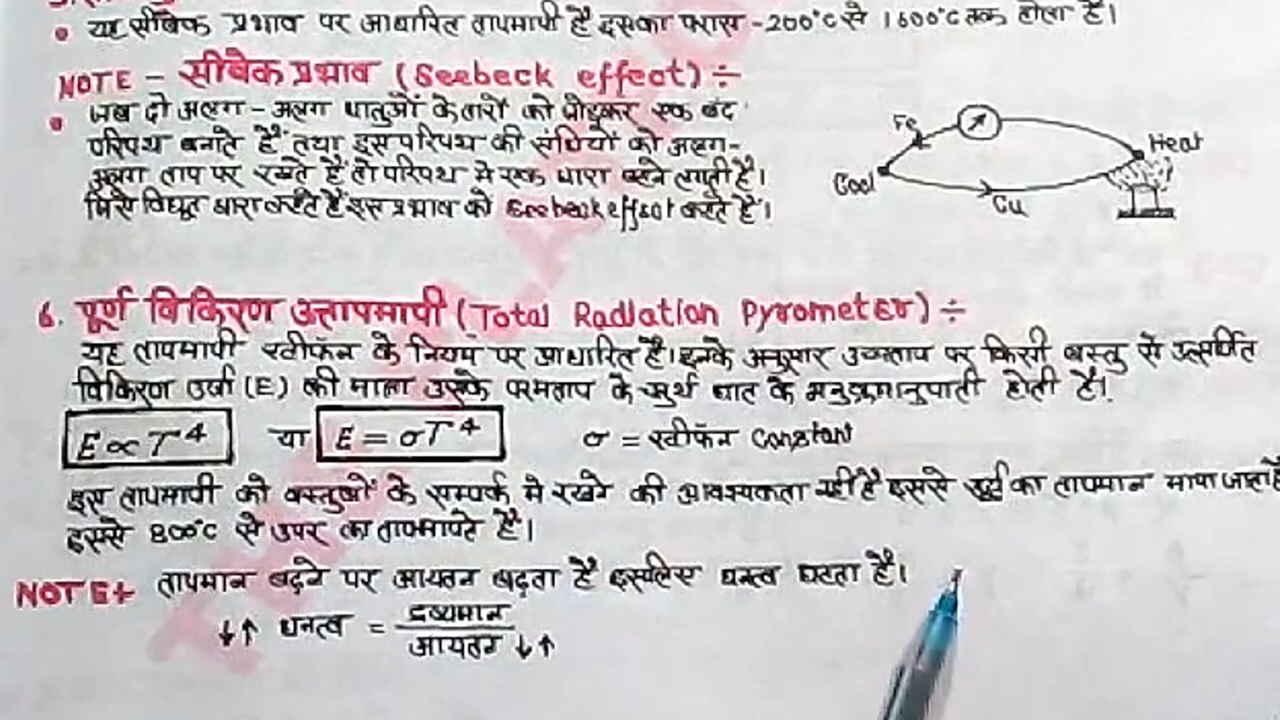 यह सीबेक प्रभाव पर आधारित तापमापी है इसका परास -200°C से 1600°C तक होता है।
NOTE - सीबेक प्रभाव (Seebeck effect) ÷
जब दो अलग-अलग धातुओं के तारों को जोड़कर एक बंद
परिपथ बनाते हैं तथा इस परिपथ की संधियों को अलग-
अलग ताप पर रखते है तो परिपथ में एक धारा बहने लगती है।
जिसे विद्युत धारा कहते हैं इस प्रभाव को Seebeck effect कहते है।
Fe
Heat
Cool
Cu
6. पूर्ण विकिरण उत्तापमापी (Total Radiation Pyrometer) ÷
यह तापमापी स्टीफॅन के नियम पर आधारित है। इनके अनुसार उच्चताप पर किसी वस्तु से उत्सर्जित
विकिरण उर्जा (E) की मात्रा उसके परमताप के चतुर्थ घात के अनुक्रमानुपाती होती है।
E ∝ T⁴ या E = σT⁴ σ = स्टीफॅन Constant
इस तापमापी को वस्तुओं के सम्पर्क मे रखने की आवश्यकता नहीं है इससे सूर्य का तापमान मापा जाता है
इससे 800°C से उपर का ताप मापते है।
NOTE÷ तापमान बढ़ने पर आयतन बढ़ता है इसलिए घनत्व घटता है।
↓↑ घनत्व = द्रव्यमान
आयतन ↓↑